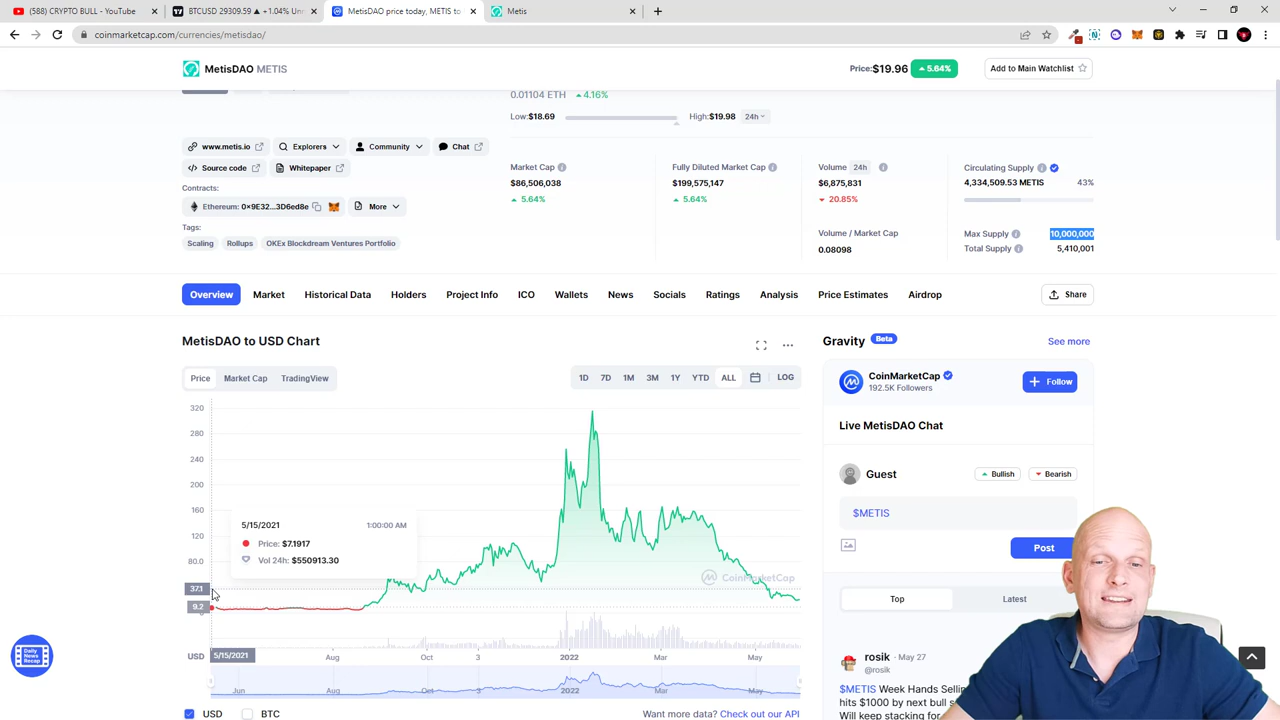 (588) CRYPTO BULL - YouTube
BTCUSD 29309.59 ▲ +1.04% Un
MetisDAO price today, METIS to
Metis
coinmarketcap.com/currencies/metisdao/
MetisDAO METIS
Price: $19.96 5.64%
Add to Main Watchlist
0.01104 ETH 4.16%
Low: $18.69 High: $19.98 24h
www.metis.io Explorers Community Chat
Source code Whitepaper
Contracts:
Ethereum: 0x9E32...3D6ed8e More
Tags:
Scaling Rollups OKEx Blockdream Ventures Portfolio
Market Cap
$86,506,038
5.64%
Fully Diluted Market Cap
$199,575,147
5.64%
Volume 24h
$6,875,831
20.85%
Volume / Market Cap
0.08098
Circulating Supply
4,334,509.53 METIS 43%
Max Supply 10,000,000
Total Supply 5,410,001
Overview Market Historical Data Holders Project Info ICO Wallets News Socials Ratings Analysis Price Estimates Airdrop
Share
MetisDAO to USD Chart
Price Market Cap TradingView
1D 7D 1M 3M 1Y YTD ALL LOG
320
280
240
200
160
120
80.0
37.1
9.2
5/15/2021 1:00:00 AM
Price: $7.1917
Vol 24h: $550913.30
CoinMarketCap
USD 5/15/2021 Aug Oct 3 2022 Mar May
Jun Aug Oct 3 2022 Mar May
USD BTC
Want more data? Check out our API
Daily
News
Recap
Gravity Beta
See more
CoinMarketCap
192.5K Followers
Follow
Live MetisDAO Chat
Guest
Bullish Bearish
$METIS
Post
Top Latest
rosik · May 27
@rosik
$METIS Week Hands Sellin
hits $1000 by next bull s
Will keep stacking for